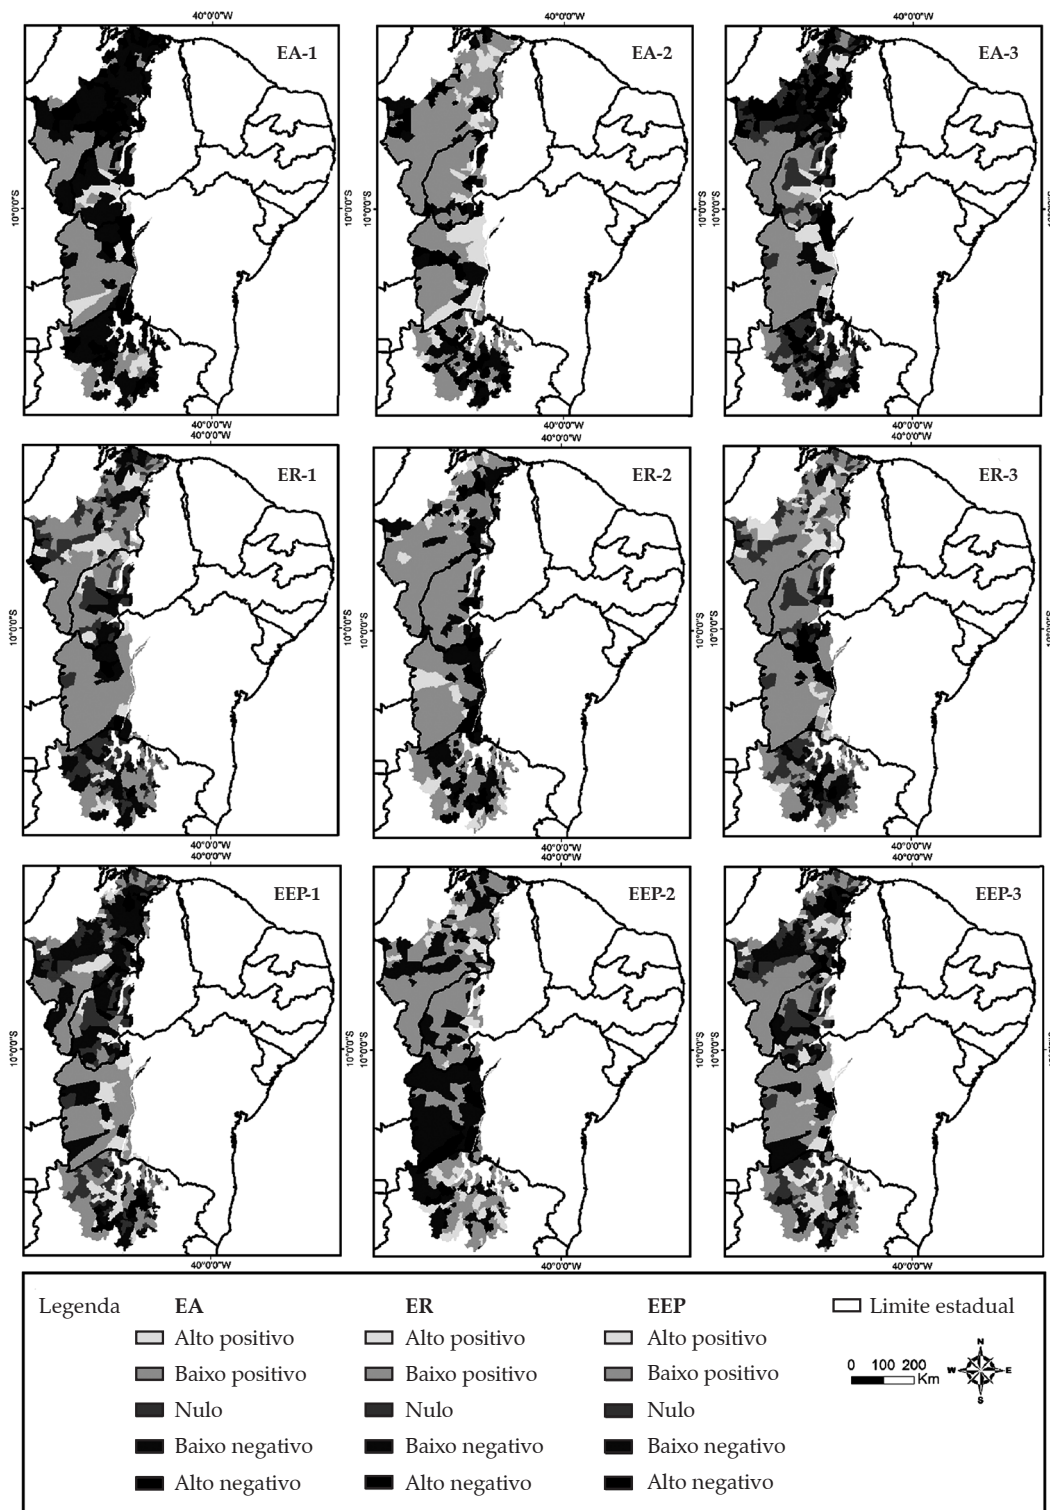 40°0'0"W
40°0'0"W
40°0'0"W
EA-1
EA-2
EA-3
10°0'0"S
10°0'0"S
10°0'0"S
40°0'0"W
40°0'0"W
40°0'0"W
40°0'0"W
40°0'0"W
40°0'0"W
ER-1
ER-2
ER-3
10°0'0"S
10°0'0"S
10°0'0"S
40°0'0"W
40°0'0"W
40°0'0"W
40°0'0"W
40°0'0"W
40°0'0"W
EEP-1
EEP-2
EEP-3
10°0'0"S
10°0'0"S
10°0'0"S
40°0'0"W
40°0'0"W
40°0'0"W
Legenda EA ER EEP Limite estadual
Alto positivo Alto positivo Alto positivo
Baixo positivo Baixo positivo Baixo positivo
Nulo Nulo Nulo
Baixo negativo Baixo negativo Baixo negativo
Alto negativo Alto negativo Alto negativo
0 100 200
Km
N
W E
S